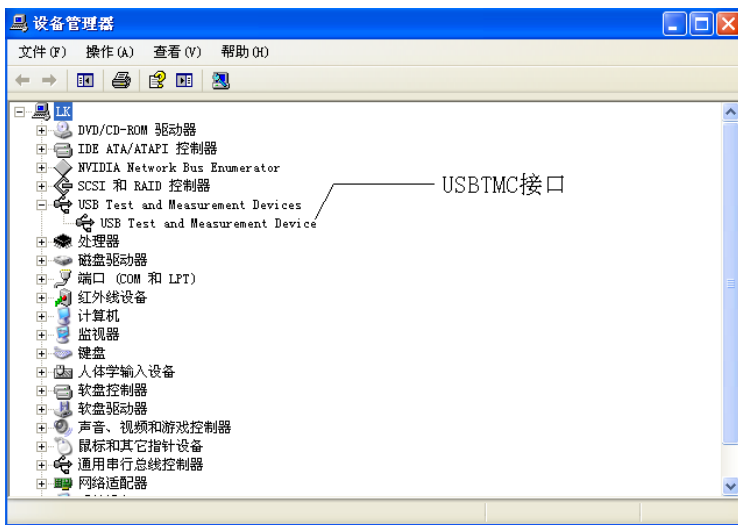 设备管理器
文件(F) 操作(A) 查看(V) 帮助(H)
LK
DVD/CD-ROM 驱动器
IDE ATA/ATAPI 控制器
NVIDIA Network Bus Enumerator
SCSI 和 RAID 控制器
USBTMC接口
USB Test and Measurement Devices
USB Test and Measurement Device
处理器
磁盘驱动器
端口 (COM 和 LPT)
红外线设备
计算机
监视器
键盘
人体学输入设备
软盘控制器
软盘驱动器
声音、视频和游戏控制器
鼠标和其它指针设备
通用串行总线控制器
网络适配器